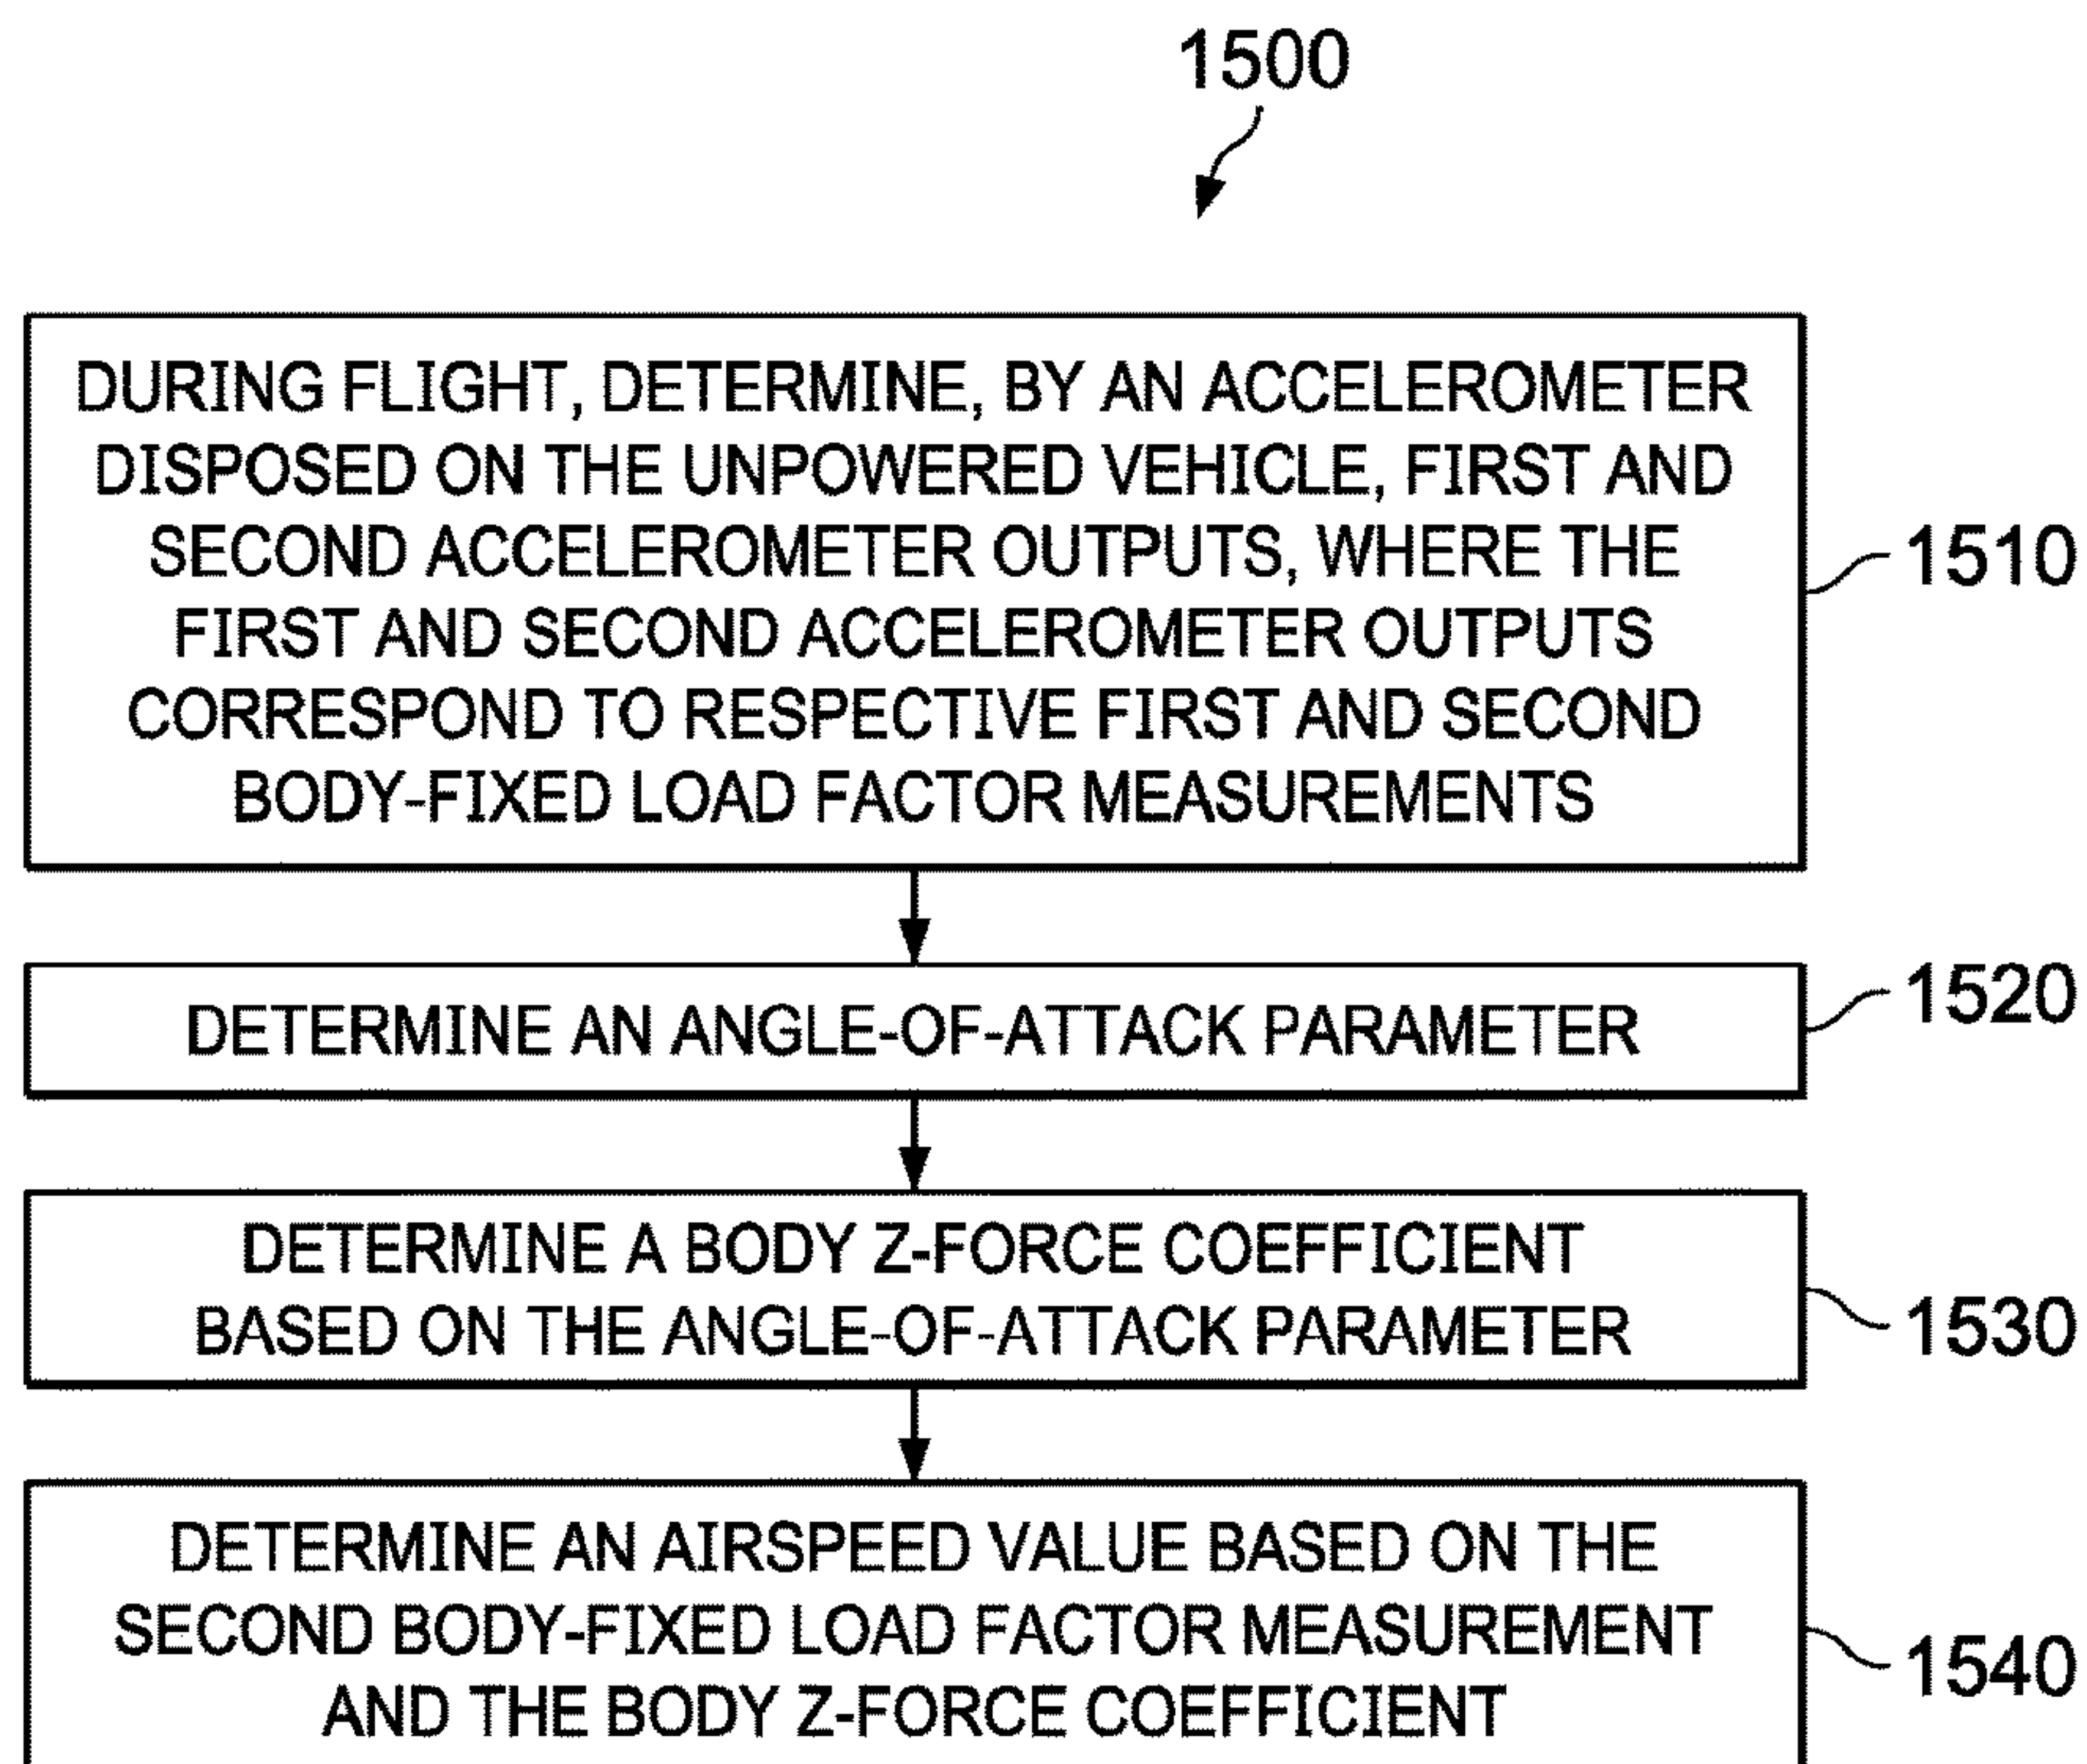 1500
DURING FLIGHT, DETERMINE, BY AN ACCELEROMETER
DISPOSED ON THE UNPOWERED VEHICLE, FIRST AND
SECOND ACCELEROMETER OUTPUTS, WHERE THE
FIRST AND SECOND ACCELEROMETER OUTPUTS
CORRESPOND TO RESPECTIVE FIRST AND SECOND
BODY-FIXED LOAD FACTOR MEASUREMENTS
1510
DETERMINE AN ANGLE-OF-ATTACK PARAMETER
1520
DETERMINE A BODY Z-FORCE COEFFICIENT
BASED ON THE ANGLE-OF-ATTACK PARAMETER
1530
DETERMINE AN AIRSPEED VALUE BASED ON THE
SECOND BODY-FIXED LOAD FACTOR MEASUREMENT
AND THE BODY Z-FORCE COEFFICIENT
1540